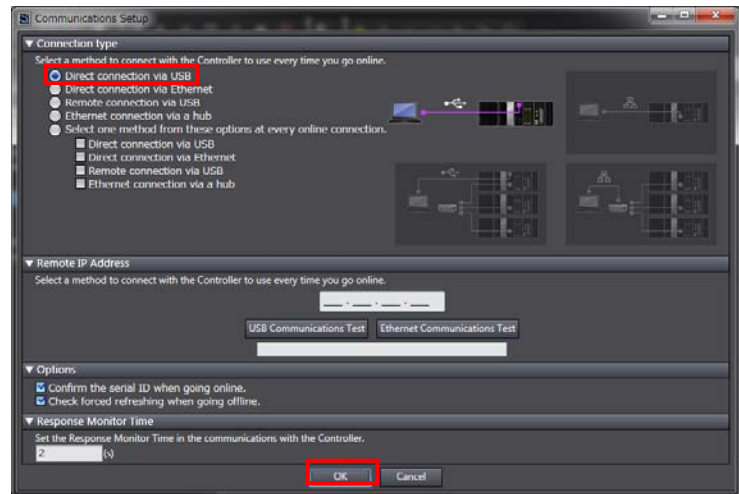 Communications Setup
▼ Connection type
Select a method to connect with the Controller to use every time you go online.
Direct connection via USB
Direct connection via Ethernet
Remote connection via USB
Ethernet connection via a hub
Select one method from these options at every online connection.
Direct connection via USB
Direct connection via Ethernet
Remote connection via USB
Ethernet connection via a hub
▼ Remote IP Address
Select a method to connect with the Controller to use every time you go online.
___.___.___.___
USB Communications Test Ethernet Communications Test
▼ Options
Confirm the serial ID when going online.
Check forced refreshing when going offline.
▼ Response Monitor Time
Set the Response Monitor Time in the communications with the Controller.
2 (s)
OK Cancel